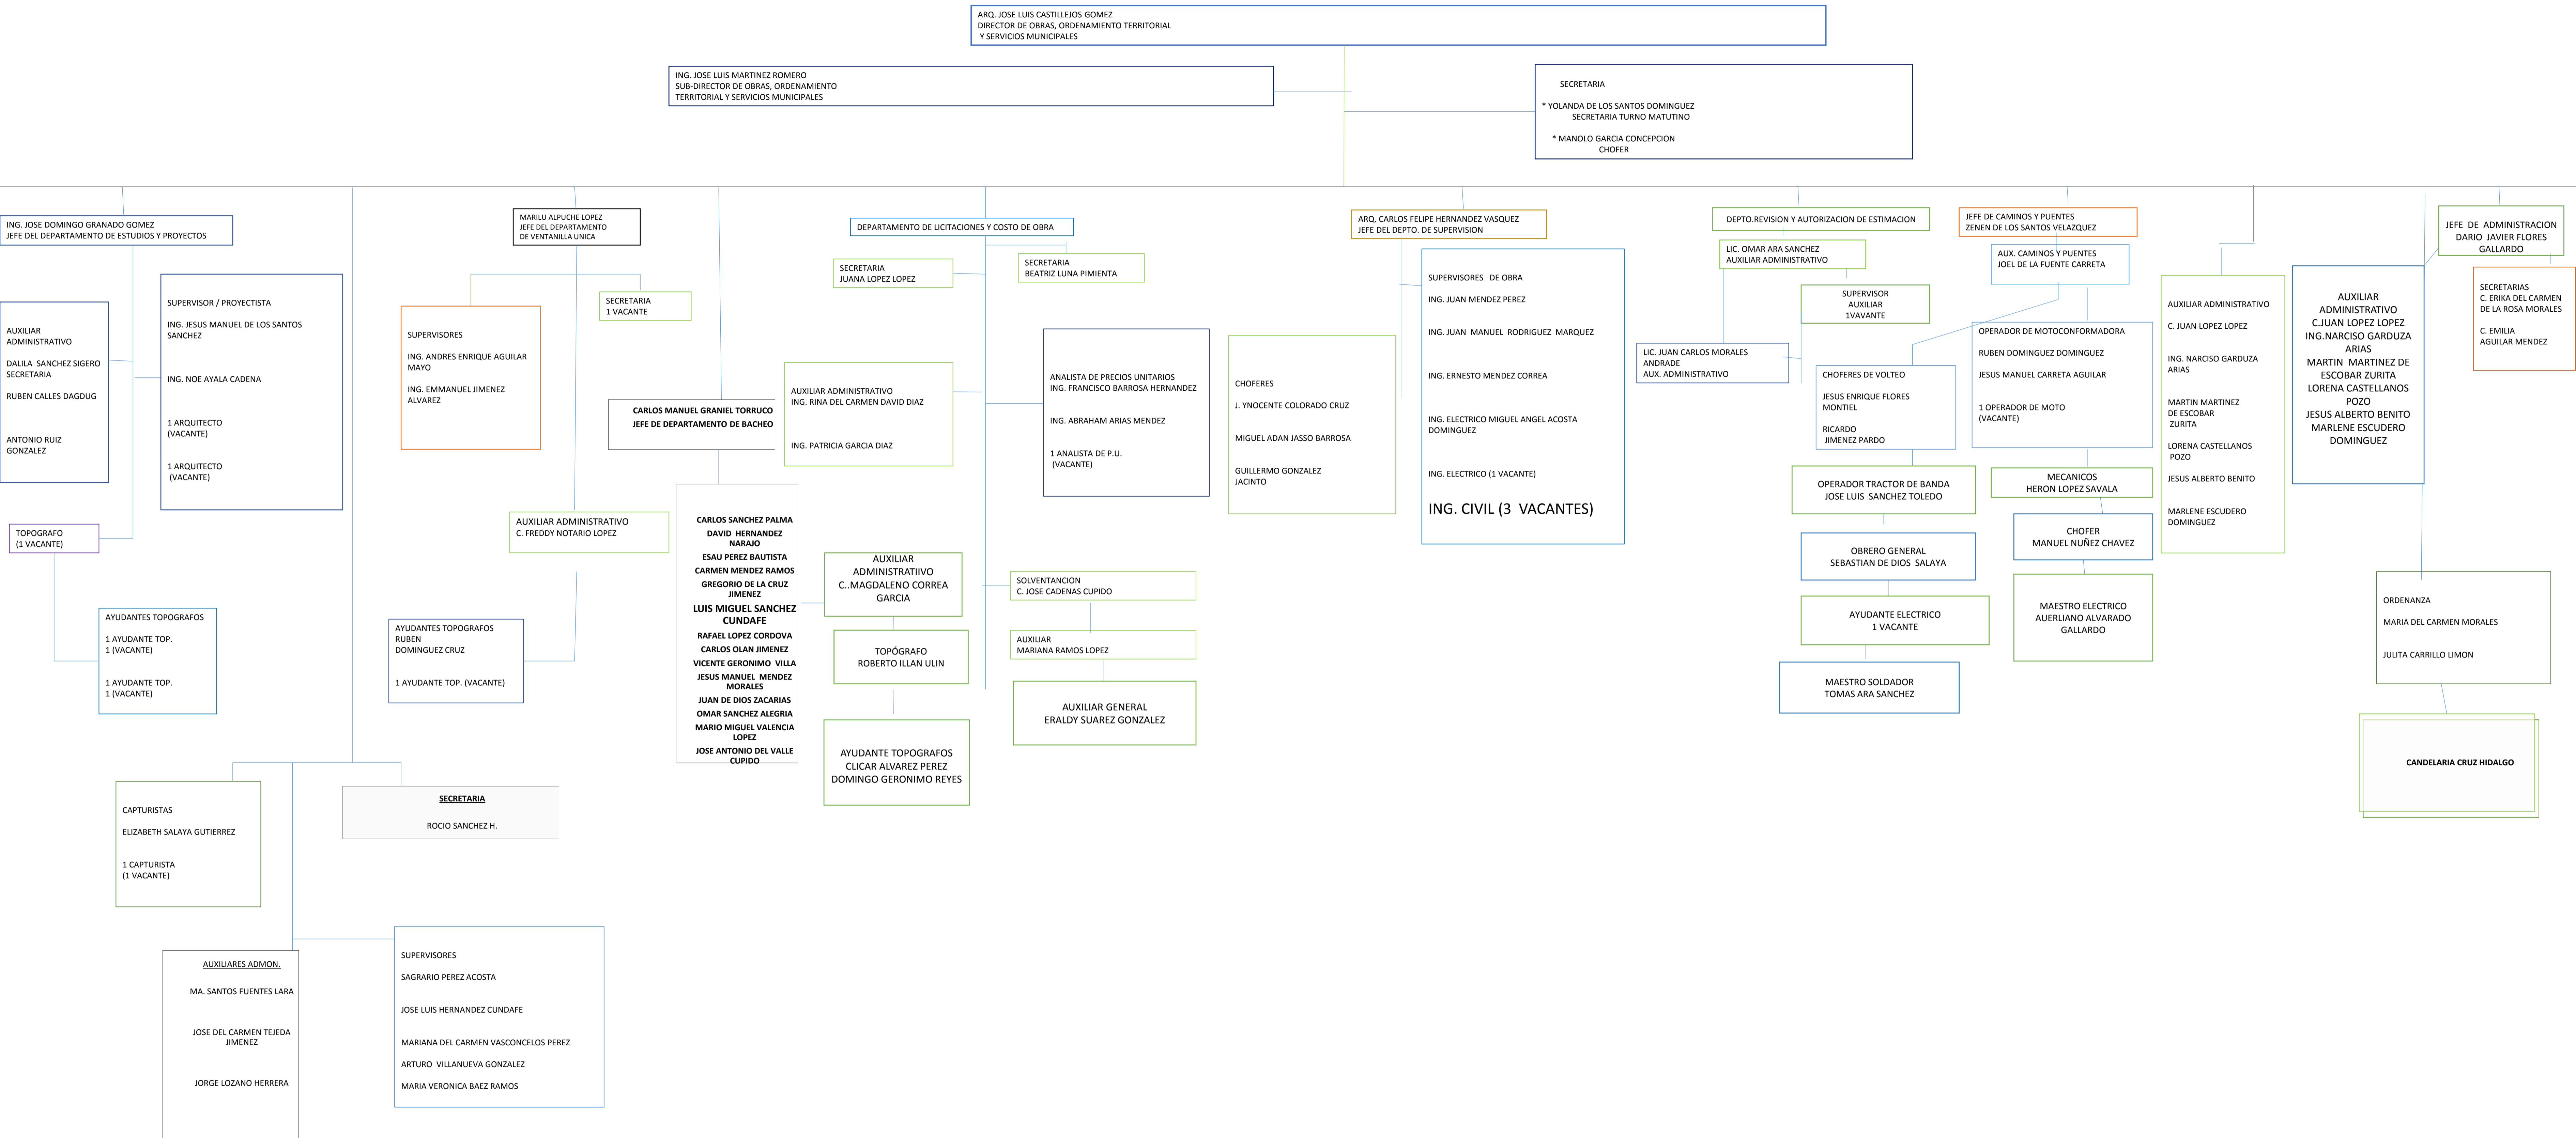 ARQ. JOSE LUIS CASTILLEJOS GOMEZ
DIRECTOR DE OBRAS, ORDENAMIENTO TERRITORIAL
Y SERVICIOS MUNICIPALES
ING. JOSE LUIS MARTINEZ ROMERO
SUB-DIRECTOR DE OBRAS, ORDENAMIENTO
TERRITORIAL Y SERVICIOS MUNICIPALES
SECRETARIA
* YOLANDA DE LOS SANTOS DOMINGUEZ
SECRETARIA TURNO MATUTINO
* MANOLO GARCIA CONCEPCION
CHOFER
ING. JOSE DOMINGO GRANADO GOMEZ
JEFE DEL DEPARTAMENTO DE ESTUDIOS Y PROYECTOS
AUXILIAR
ADMINISTRATIVO
DALILA  SANCHEZ SIGERO
SECRETARIA
RUBEN CALLES DAGDUG
ANTONIO RUIZ
GONZALEZ
SUPERVISOR / PROYECTISTA
ING. JESUS MANUEL DE LOS SANTOS
SANCHEZ
ING. NOE AYALA CADENA
1 ARQUITECTO
(VACANTE)
1 ARQUITECTO
(VACANTE)
TOPOGRAFO
(1 VACANTE)
AYUDANTES TOPOGRAFOS
1 AYUDANTE TOP.
1 (VACANTE)
1 AYUDANTE TOP.
1 (VACANTE)
CAPTURISTAS
ELIZABETH SALAYA GUTIERREZ
1 CAPTURISTA
(1 VACANTE)
SECRETARIA
ROCIO SANCHEZ H.
AUXILIARES ADMON.
MA. SANTOS FUENTES LARA
JOSE DEL CARMEN TEJEDA
JIMENEZ
JORGE LOZANO HERRERA
SUPERVISORES
SAGRARIO PEREZ ACOSTA
JOSE LUIS HERNANDEZ CUNDAFE
MARIANA DEL CARMEN VASCONCELOS PEREZ
ARTURO  VILLANUEVA GONZALEZ
MARIA VERONICA BAEZ RAMOS
MARILU ALPUCHE LOPEZ
JEFE DEL DEPARTAMENTO
DE VENTANILLA UNICA
SUPERVISORES
ING. ANDRES ENRIQUE AGUILAR
MAYO
ING. EMMANUEL JIMENEZ
ALVAREZ
SECRETARIA
1 VACANTE
AUXILIAR ADMINISTRATIVO
C. FREDDY NOTARIO LOPEZ
AYUDANTES TOPOGRAFOS
RUBEN
DOMINGUEZ CRUZ
1 AYUDANTE TOP. (VACANTE)
CARLOS MANUEL GRANIEL TORRUCO
JEFE DE DEPARTAMENTO DE BACHEO
CARLOS SANCHEZ PALMA
DAVID  HERNANDEZ
NARAJO
ESAU PEREZ BAUTISTA
CARMEN MENDEZ RAMOS
GREGORIO DE LA CRUZ
JIMENEZ
LUIS MIGUEL SANCHEZ
CUNDAFE
RAFAEL LOPEZ CORDOVA
CARLOS OLAN JIMENEZ
VICENTE GERONIMO  VILLA
JESUS MANUEL  MENDEZ
MORALES
JUAN DE DIOS ZACARIAS
OMAR SANCHEZ ALEGRIA
MARIO MIGUEL VALENCIA
LOPEZ
JOSE ANTONIO DEL VALLE
CUPIDO
DEPARTAMENTO DE LICITACIONES Y COSTO DE OBRA
SECRETARIA
JUANA LOPEZ LOPEZ
SECRETARIA
BEATRIZ LUNA PIMIENTA
AUXILIAR ADMINISTRATIVO
ING. RINA DEL CARMEN DAVID DIAZ
ING. PATRICIA GARCIA DIAZ
ANALISTA DE PRECIOS UNITARIOS
ING. FRANCISCO BARROSA HERNANDEZ
ING. ABRAHAM ARIAS MENDEZ
1 ANALISTA DE P.U.
(VACANTE)
AUXILIAR
ADMINISTRATIIVO
C..MAGDALENO CORREA
GARCIA
TOPÓGRAFO
ROBERTO ILLAN ULIN
AYUDANTE TOPOGRAFOS
CLICAR ALVAREZ PEREZ
DOMINGO GERONIMO REYES
SOLVENTANCION
C. JOSE CADENAS CUPIDO
AUXILIAR
MARIANA RAMOS LOPEZ
AUXILIAR GENERAL
ERALDY SUAREZ GONZALEZ
ARQ. CARLOS FELIPE HERNANDEZ VASQUEZ
JEFE DEL DEPTO. DE SUPERVISION
CHOFERES
J. YNOCENTE COLORADO CRUZ
MIGUEL ADAN JASSO BARROSA
GUILLERMO GONZALEZ
JACINTO
SUPERVISORES   DE OBRA
ING. JUAN MENDEZ PEREZ
ING. JUAN  MANUEL  RODRIGUEZ  MARQUEZ
ING. ERNESTO MENDEZ CORREA
ING. ELECTRICO MIGUEL ANGEL ACOSTA
DOMINGUEZ
ING. ELECTRICO (1 VACANTE)
ING. CIVIL (3  VACANTES)
DEPTO.REVISION Y AUTORIZACION DE ESTIMACION
LIC. OMAR ARA SANCHEZ
AUXILIAR ADMINISTRATIVO
SUPERVISOR
AUXILIAR
1VAVANTE
LIC. JUAN CARLOS MORALES
ANDRADE
AUX. ADMINISTRATIVO
JEFE DE CAMINOS Y PUENTES
ZENEN DE LOS SANTOS VELAZQUEZ
AUX. CAMINOS Y PUENTES
JOEL DE LA FUENTE CARRETA
CHOFERES DE VOLTEO
JESUS ENRIQUE FLORES
MONTIEL
RICARDO
JIMENEZ PARDO
OPERADOR DE MOTOCONFORMADORA
RUBEN DOMINGUEZ DOMINGUEZ
JESUS MANUEL CARRETA AGUILAR
1 OPERADOR DE MOTO
(VACANTE)
OPERADOR TRACTOR DE BANDA
JOSE LUIS  SANCHEZ TOLEDO
OBRERO GENERAL
SEBASTIAN DE DIOS  SALAYA
AYUDANTE ELECTRICO
1 VACANTE
MAESTRO SOLDADOR
TOMAS ARA SANCHEZ
MECANICOS
HERON LOPEZ SAVALA
CHOFER
MANUEL NUÑEZ CHAVEZ
MAESTRO ELECTRICO
AUERLIANO ALVARADO
GALLARDO
AUXILIAR ADMINISTRATIVO
C. JUAN LOPEZ LOPEZ
ING. NARCISO GARDUZA
ARIAS
MARTIN MARTINEZ
DE ESCOBAR
ZURITA
LORENA CASTELLANOS
POZO
JESUS ALBERTO BENITO
MARLENE ESCUDERO
DOMINGUEZ
AUXILIAR
ADMINISTRATIVO
C.JUAN LOPEZ LOPEZ
ING.NARCISO GARDUZA
ARIAS
MARTIN  MARTINEZ DE
ESCOBAR ZURITA
LORENA CASTELLANOS
POZO
JESUS ALBERTO BENITO
MARLENE ESCUDERO
DOMINGUEZ
JEFE  DE  ADMINISTRACION
DARIO  JAVIER FLORES
GALLARDO
SECRETARIAS
C. ERIKA DEL CARMEN
DE LA ROSA MORALES
C. EMILIA
AGUILAR MENDEZ
ORDENANZA
MARIA DEL CARMEN MORALES
JULITA CARRILLO LIMON
CANDELARIA CRUZ HIDALGO